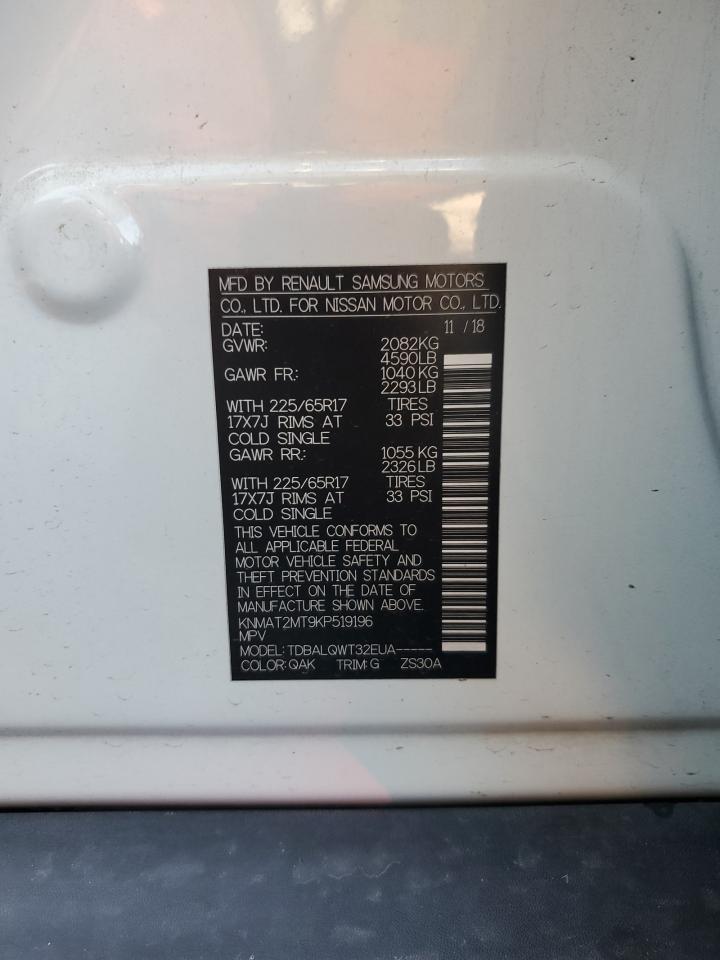 MFD BY RENAULT SAMSUNG MOTORS
CO., LTD. FOR NISSAN MOTOR CO., LTD.
DATE: 11 / 18
GVWR: 2082KG
4590LB
GAWR FR: 1040 KG
2293LB
WITH 225/65R17 TIRES
17X7J RIMS AT 33 PSI
COLD SINGLE
GAWR RR: 1055 KG
2326LB
WITH 225/65R17 TIRES
17X7J RIMS AT 33 PSI
COLD SINGLE
THIS VEHICLE CONFORMS TO
ALL APPLICABLE FEDERAL
MOTOR VEHICLE SAFETY AND
THEFT PREVENTION STANDARDS
IN EFFECT ON THE DATE OF
MANUFACTURE SHOWN ABOVE.
KNMAT2MT9KP519196
MPV
MODEL: TDBALQWT32EUA-----
COLOR: QAK TRIM: G ZS30A